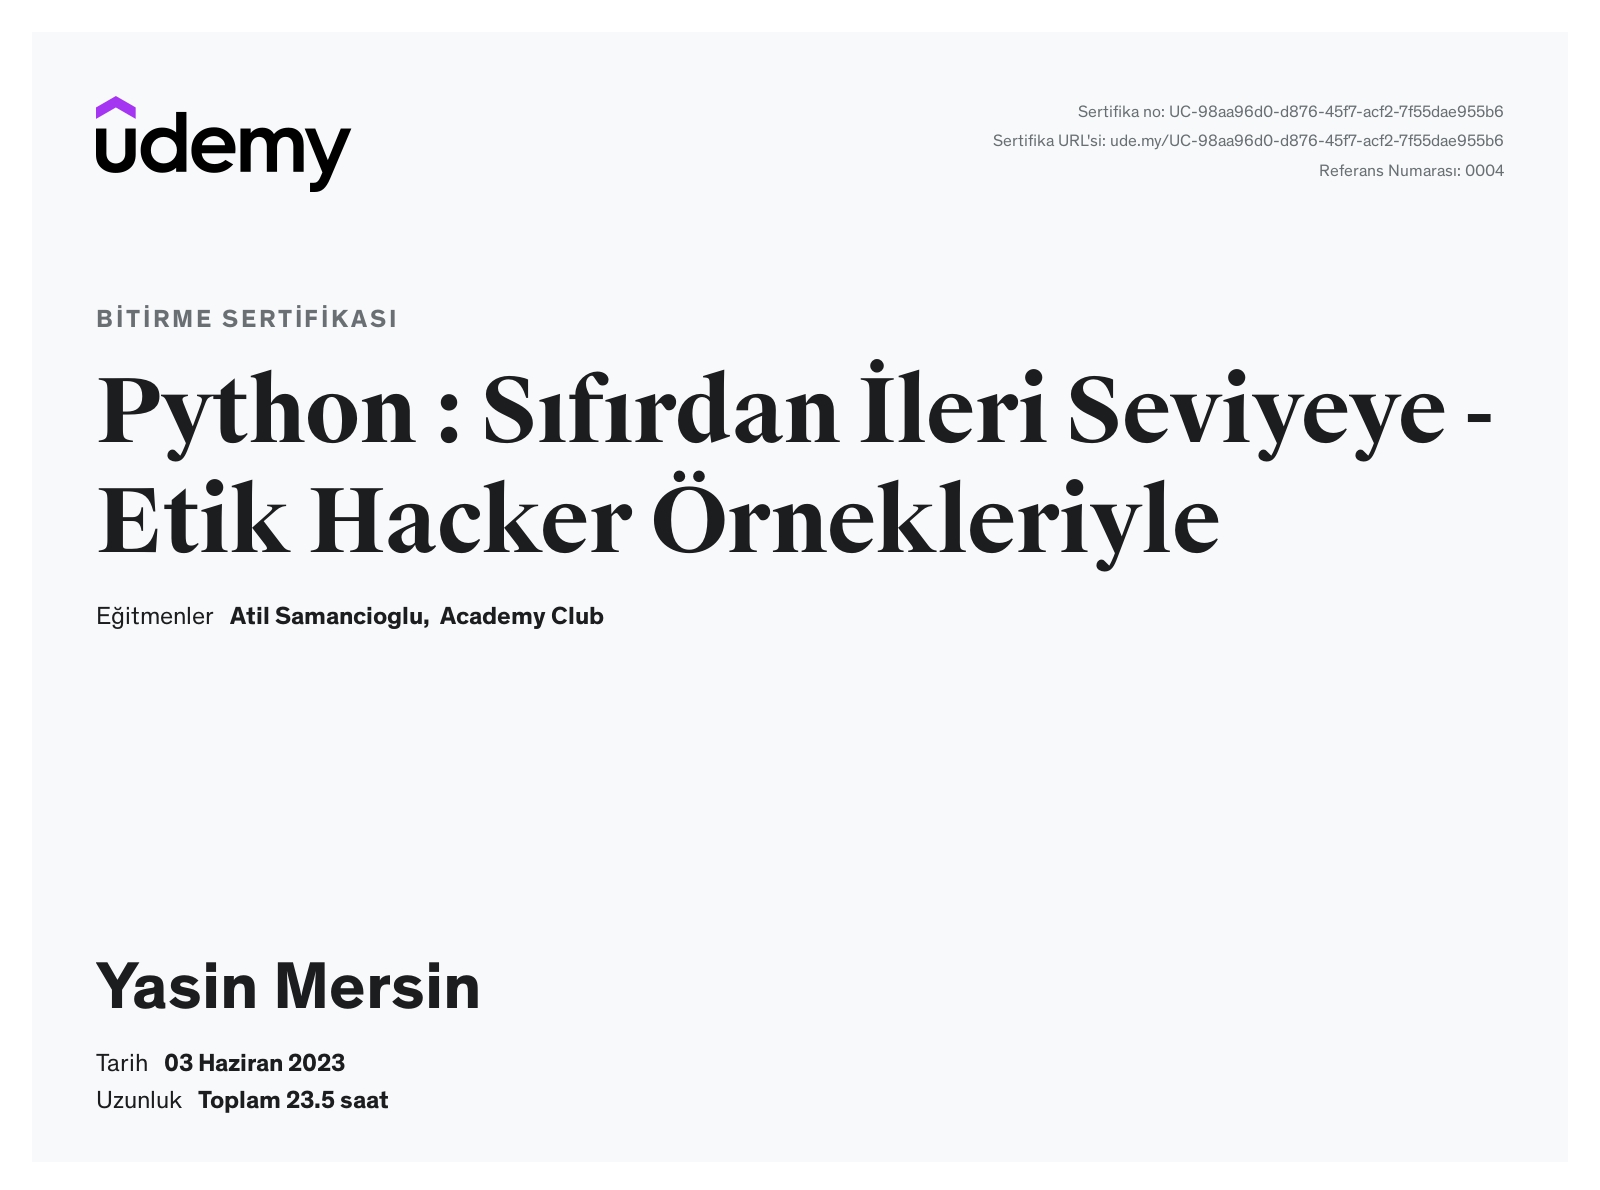 udemy
Sertifika no: UC-98aa96d0-d876-45f7-acf2-7f55dae955b6
Sertifika URL'si: ude.my/UC-98aa96d0-d876-45f7-acf2-7f55dae955b6
Referans Numarası: 0004
BİTİRME SERTİFİKASI
Python : Sıfırdan İleri Seviyeye -
Etik Hacker Örnekleriyle
Eğitmenler Atil Samancioglu, Academy Club
Yasin Mersin
Tarih 03 Haziran 2023
Uzunluk Toplam 23.5 saat